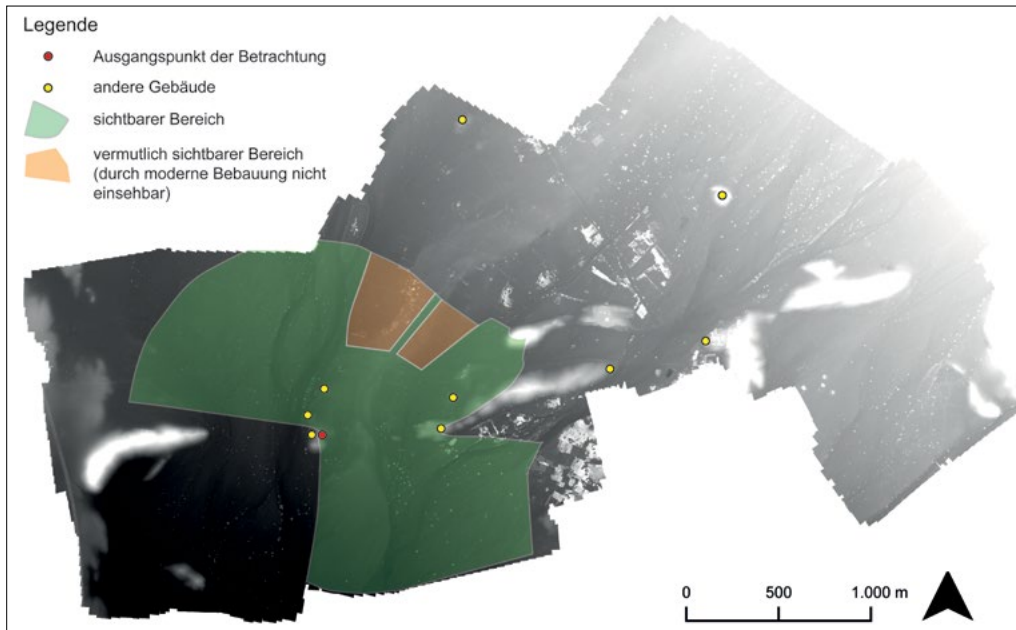 Legende
Ausgangspunkt der Betrachtung
andere Gebäude
sichtbarer Bereich
vermutlich sichtbarer Bereich
(durch moderne Bebauung nicht
einsehbar)
0 500 1.000 m